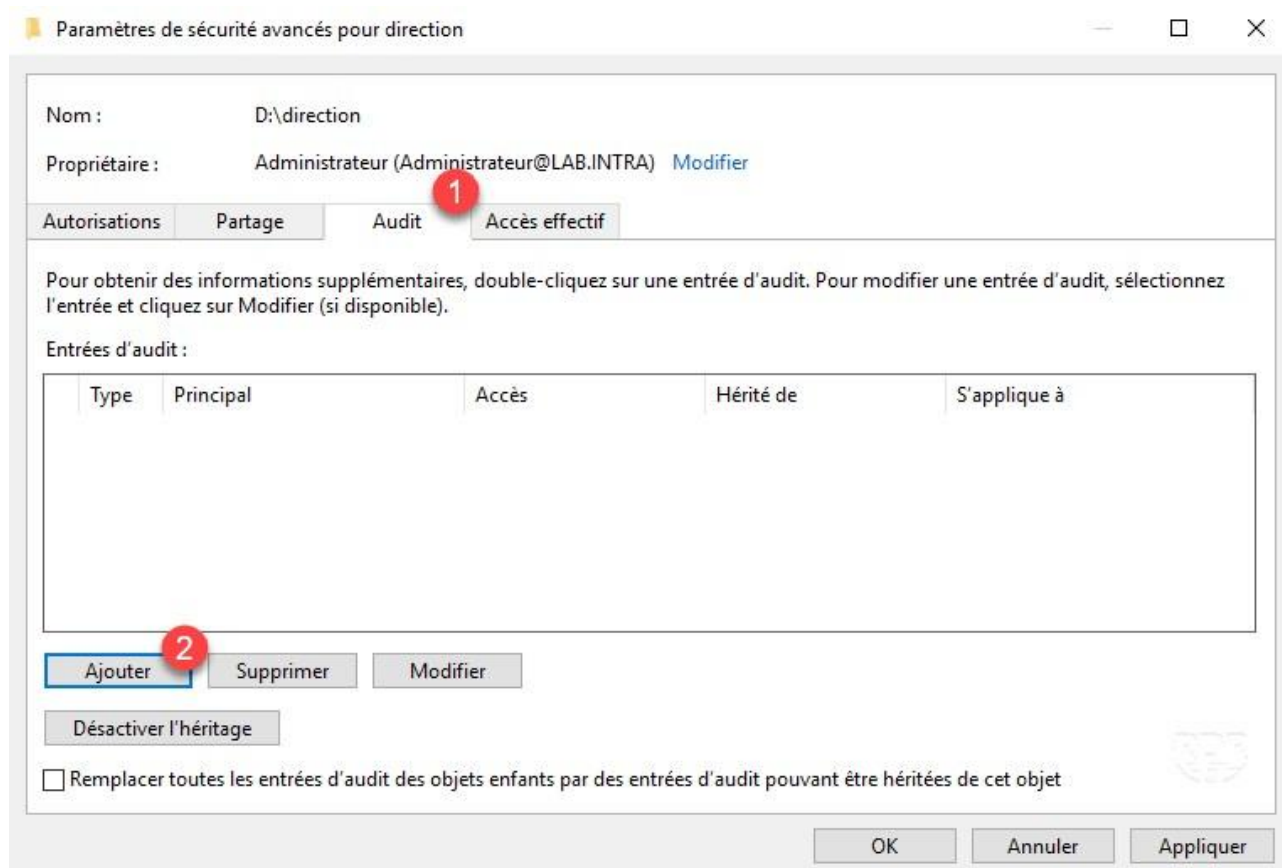 Paramètres de sécurité avancés pour direction
Nom : D:\direction
Propriétaire : Administrateur (Administrateur@LAB.INTRA) Modifier
1
Autorisations Partage Audit Accès effectif
Pour obtenir des informations supplémentaires, double-cliquez sur une entrée d'audit. Pour modifier une entrée d'audit, sélectionnez
l'entrée et cliquez sur Modifier (si disponible).
Entrées d'audit :
Type Principal Accès Hérité de S'applique à
2
Ajouter Supprimer Modifier
Désactiver l'héritage
Remplacer toutes les entrées d'audit des objets enfants par des entrées d'audit pouvant être héritées de cet objet
OK Annuler Appliquer